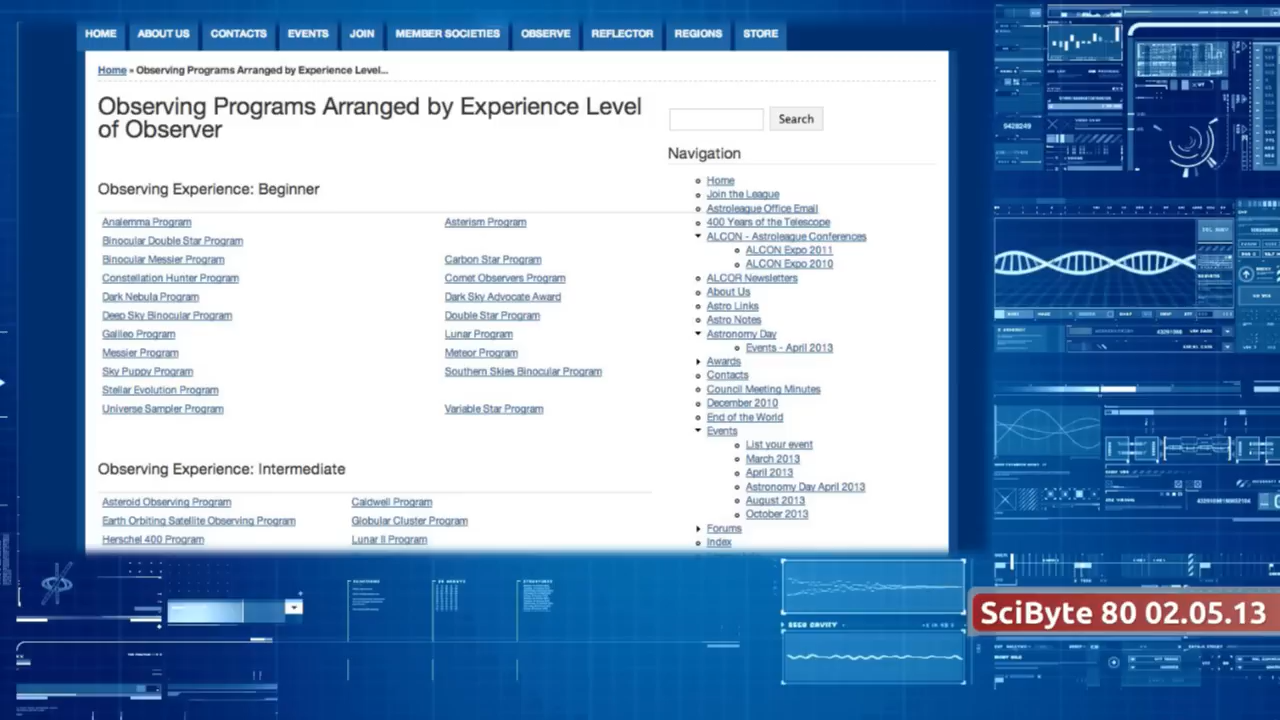 HOME ABOUT US CONTACTS EVENTS JOIN MEMBER SOCIETIES OBSERVE REFLECTOR REGIONS STORE
Home » Observing Programs Arranged by Experience Level...
Observing Programs Arranged by Experience Level
of Observer
Observing Experience: Beginner
Analemma Program Asterism Program
Binocular Double Star Program
Binocular Messier Program Carbon Star Program
Constellation Hunter Program Comet Observers Program
Dark Nebula Program Dark Sky Advocate Award
Deep Sky Binocular Program Double Star Program
Galileo Program Lunar Program
Messier Program Meteor Program
Sky Puppy Program Southern Skies Binocular Program
Stellar Evolution Program
Universe Sampler Program Variable Star Program
Observing Experience: Intermediate
Asteroid Observing Program Caldwell Program
Earth Orbiting Satellite Observing Program Globular Cluster Program
Herschel 400 Program Lunar II Program
Search
Navigation
Home
Join the League
Astroleague Office Email
400 Years of the Telescope
ALCON - Astroleague Conferences
ALCON Expo 2011
ALCON Expo 2010
ALCOR Newsletters
About Us
Astro Links
Astro Notes
Astronomy Day
Events - April 2013
Awards
Contacts
Council Meeting Minutes
December 2010
End of the World
Events
List your event
March 2013
April 2013
Astronomy Day April 2013
August 2013
October 2013
Forums
Index
SciByte 80 02.05.13